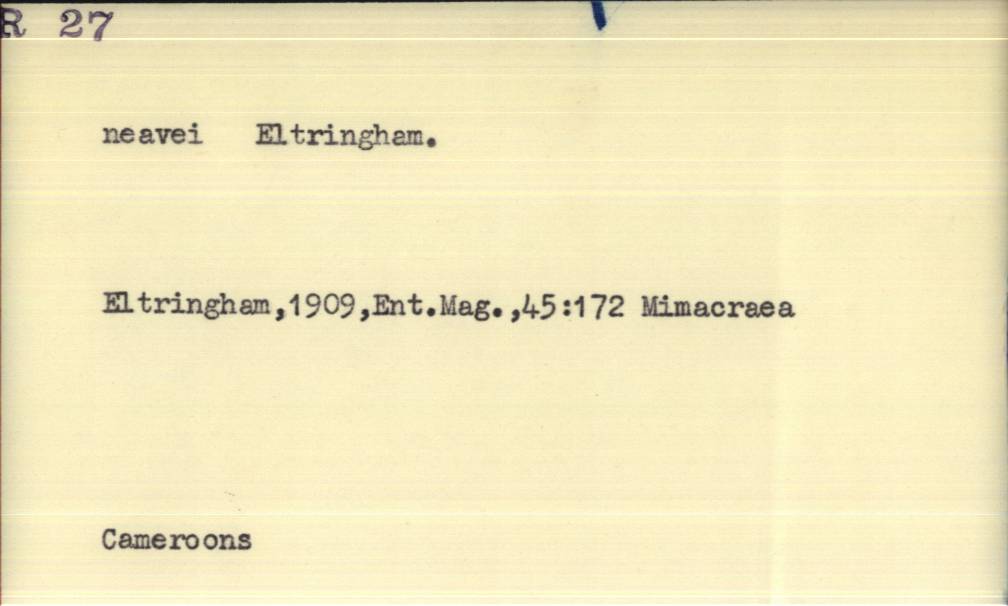 R 27
neavei Eltringham.
Eltringham,1909,Ent.Mag.,45:172 Mimacraea
Cameroons